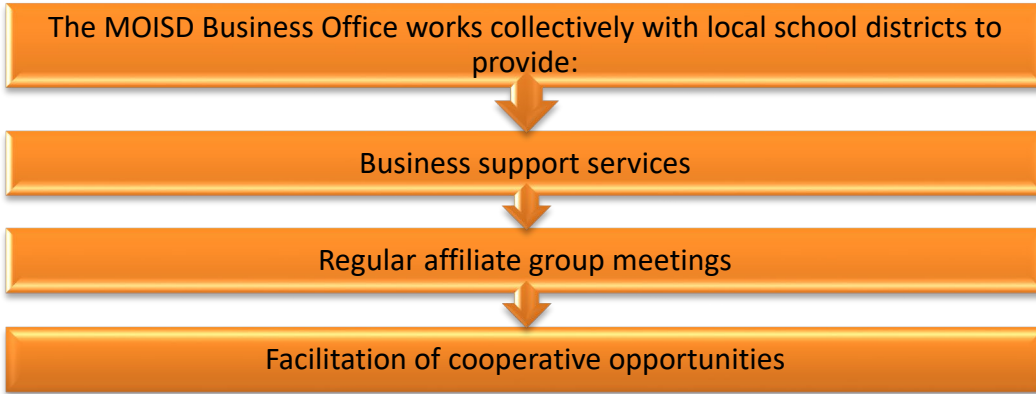 The MOISD Business Office works collectively with local school districts to
provide:
Business support services
Regular affiliate group meetings
Facilitation of cooperative opportunities